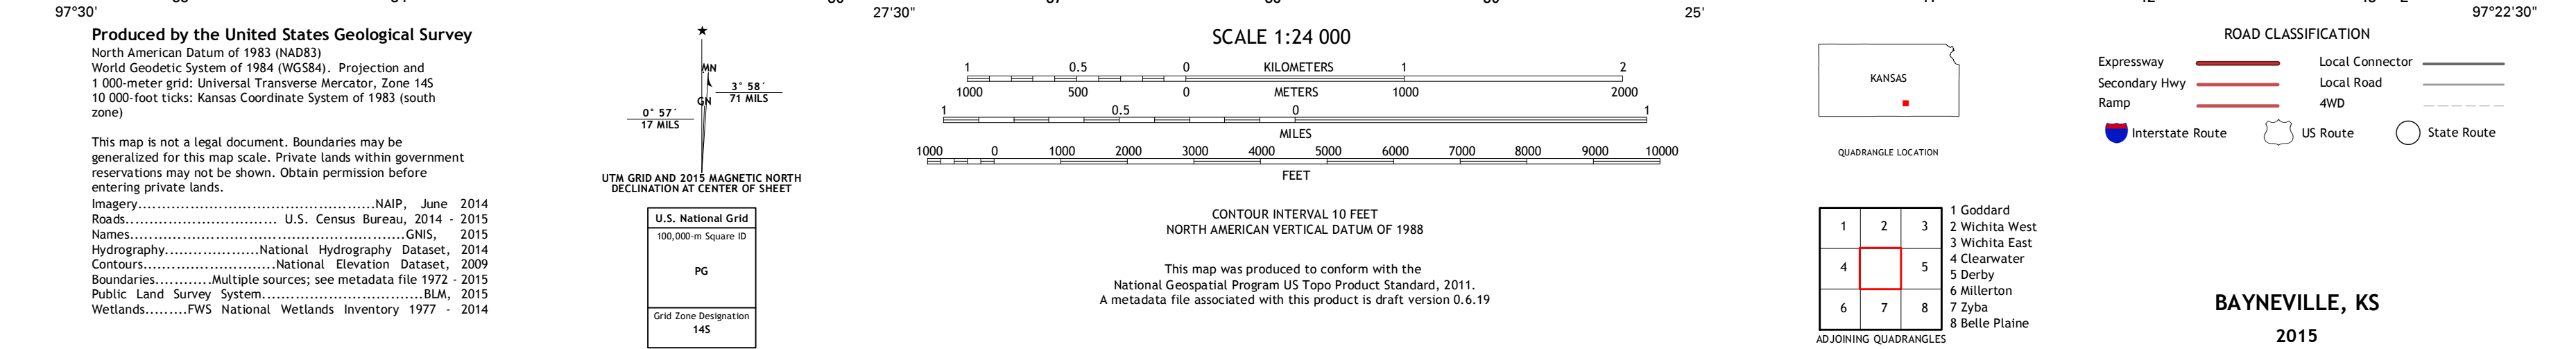 97°30'
27'30"
25'
97°22'30"
Produced by the United States Geological Survey
North American Datum of 1983 (NAD83)
World Geodetic System of 1984 (WGS84). Projection and
1 000-meter grid: Universal Transverse Mercator, Zone 14S
10 000-foot ticks: Kansas Coordinate System of 1983 (south
zone)
This map is not a legal document. Boundaries may be
generalized for this map scale. Private lands within government
reservations may not be shown. Obtain permission before
entering private lands.
Imagery................................................NAIP, June 2014
Roads.............................. U.S. Census Bureau, 2014 - 2015
Names...................................................GNIS, 2015
Hydrography...................National Hydrography Dataset, 2014
Contours...........................National Elevation Dataset, 2009
Boundaries...........Multiple sources; see metadata file 1972 - 2015
Public Land Survey System.................................BLM, 2015
Wetlands.........FWS National Wetlands Inventory 1977 - 2014
MN
GN
3° 58´
71 MILS
0° 57´
17 MILS
UTM GRID AND 2015 MAGNETIC NORTH
DECLINATION AT CENTER OF SHEET
U.S. National Grid
100,000-m Square ID
PG
Grid Zone Designation
14S
SCALE 1:24 000
1 0.5 0 KILOMETERS 1 2
1000 500 0 METERS 1000 2000
1 0.5 0 1
MILES
1000 0 1000 2000 3000 4000 5000 6000 7000 8000 9000 10000
FEET
CONTOUR INTERVAL 10 FEET
NORTH AMERICAN VERTICAL DATUM OF 1988
This map was produced to conform with the
National Geospatial Program US Topo Product Standard, 2011.
A metadata file associated with this product is draft version 0.6.19
KANSAS
QUADRANGLE LOCATION
1 2 3
4 5
6 7 8
ADJOINING QUADRANGLES
1 Goddard
2 Wichita West
3 Wichita East
4 Clearwater
5 Derby
6 Millerton
7 Zyba
8 Belle Plaine
ROAD CLASSIFICATION
Expressway Local Connector
Secondary Hwy Local Road
Ramp 4WD
Interstate Route US Route State Route
BAYNEVILLE, KS
2015